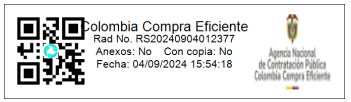 Colombia Compra Eficiente
Rad No. RS20240904012377
Anexos: No Con copia: No
Fecha: 04/09/2024 15:54:18
Agencia Nacional
de Contratación Pública
Colombia Compra Eficiente